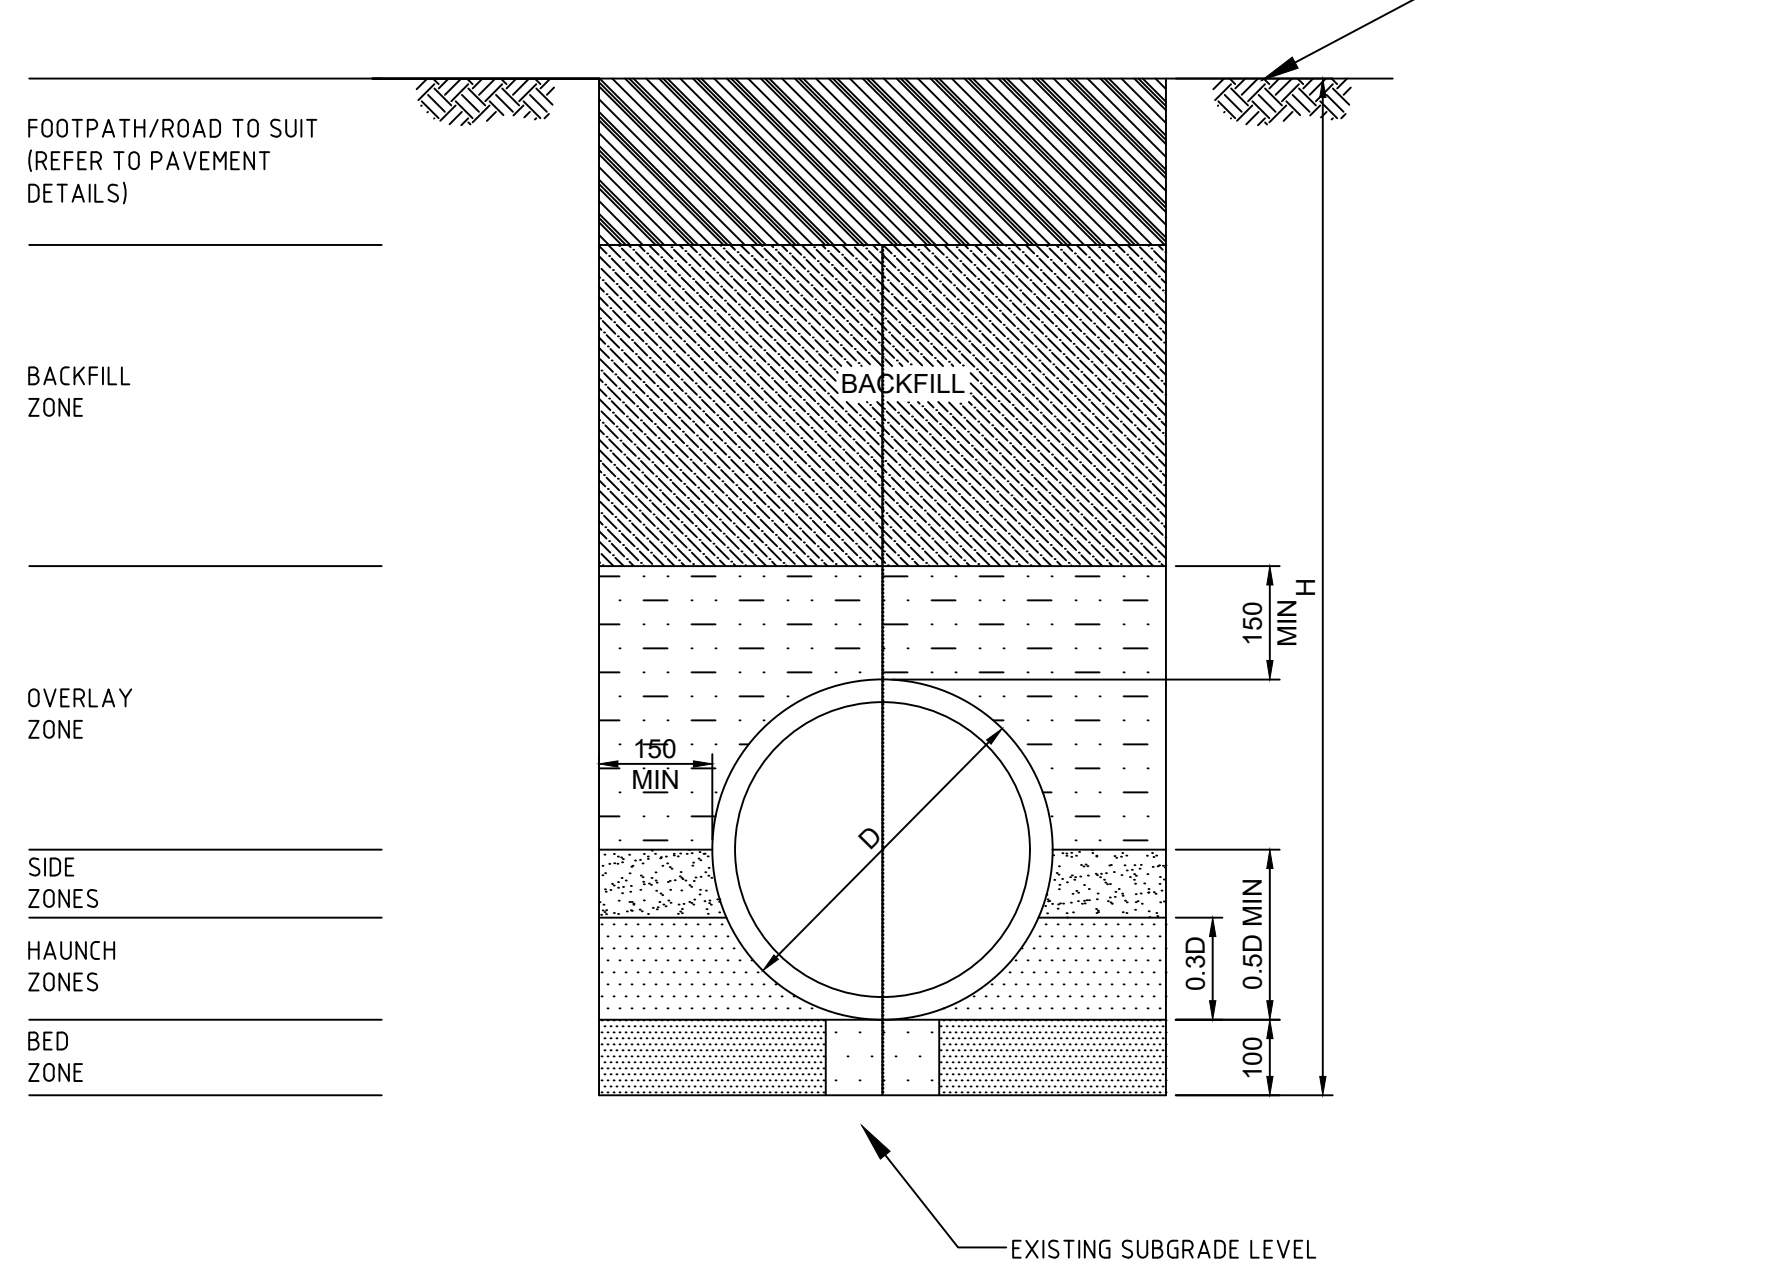 FOOTPATH/ROAD TO SUIT
(REFER TO PAVEMENT
DETAILS)
BACKFILL
ZONE
BACKFILL
150
MIN
H
OVERLAY
ZONE
150
MIN
D
SIDE
ZONES
HAUNCH
ZONES
0.3D
0.5D MIN
BED
ZONE
100
EXISTING SUBGRADE LEVEL